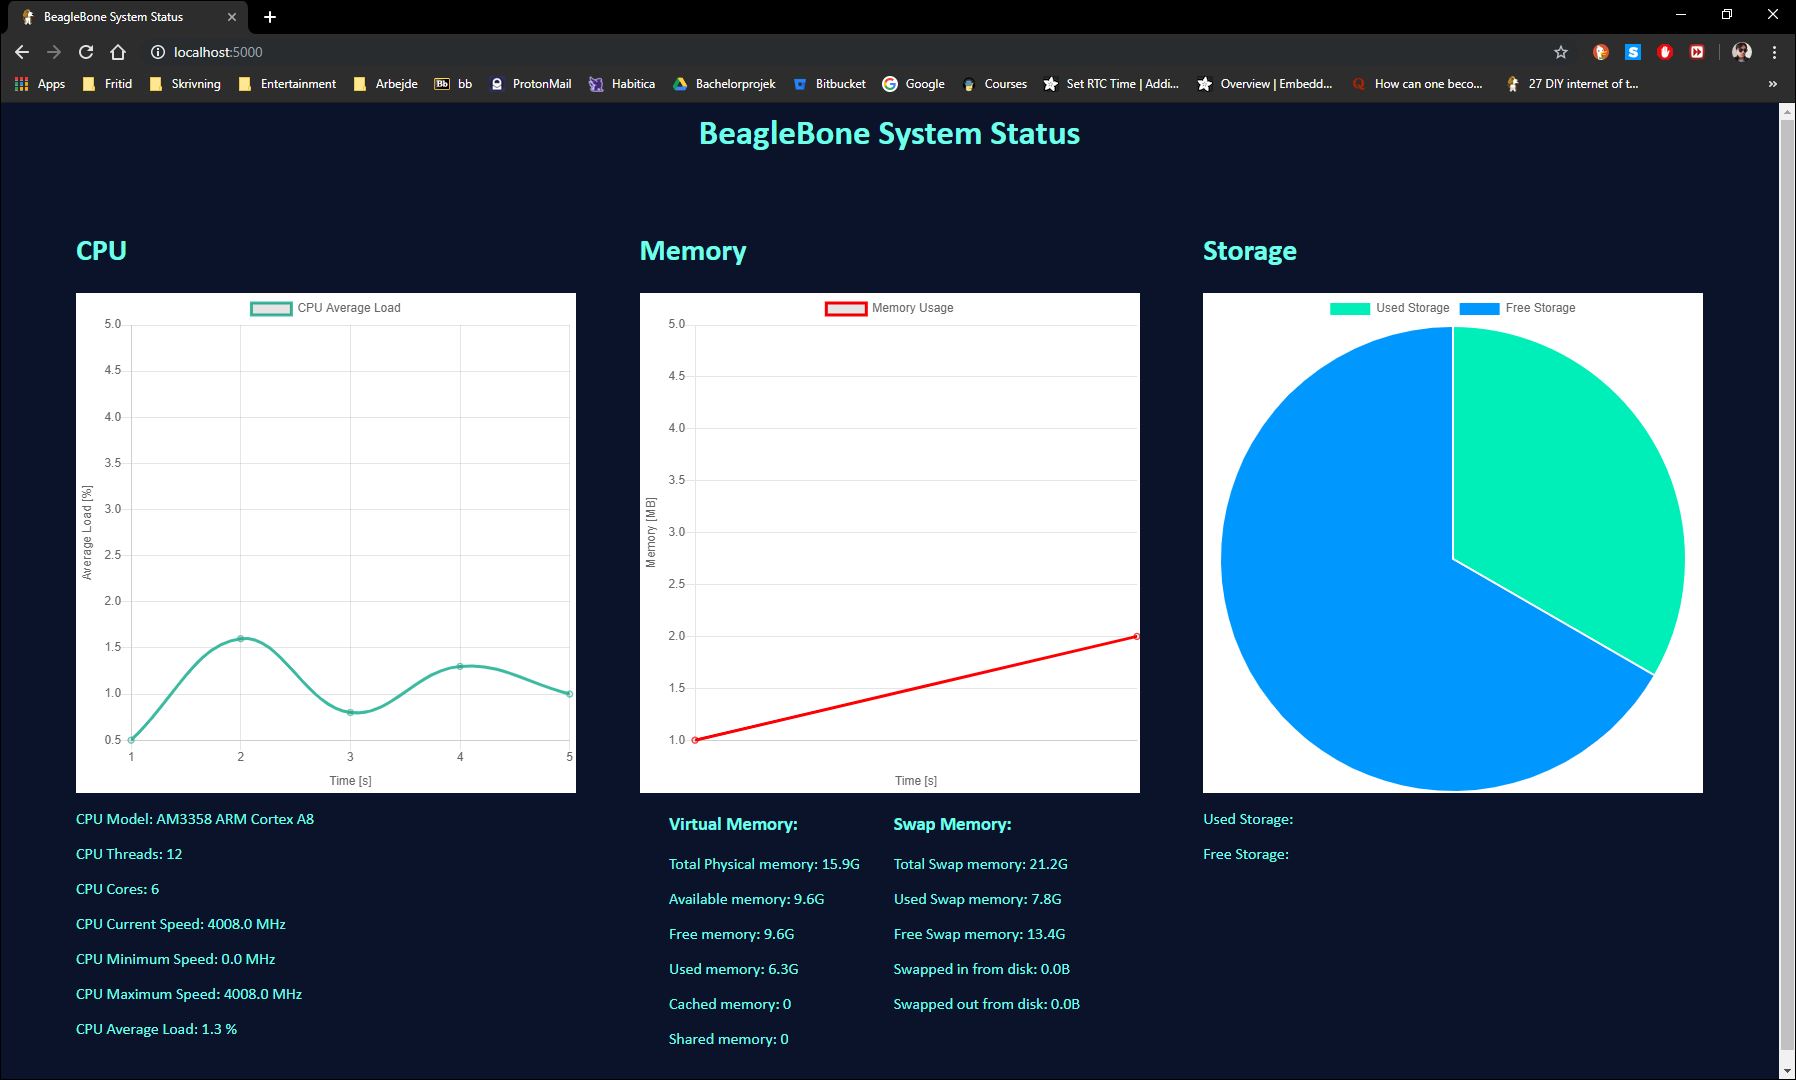 BeagleBone System Status
localhost:5000
Apps Fritid Skrivning Entertainment Arbejde Bb bb ProtonMail Habitica Bachelorprojek Bitbucket Google Courses Set RTC Time | Addi... Overview | Embedd... How can one beco... 27 DIY internet of t... »
BeagleBone System Status
CPU
CPU Average Load
5.0
4.5
4.0
3.5
3.0
2.5
2.0
1.5
1.0
0.5
Average Load [%]
1 2 3 4 5
Time [s]
CPU Model: AM3358 ARM Cortex A8
CPU Threads: 12
CPU Cores: 6
CPU Current Speed: 4008.0 MHz
CPU Minimum Speed: 0.0 MHz
CPU Maximum Speed: 4008.0 MHz
CPU Average Load: 1.3 %
Memory
Memory Usage
5.0
4.5
4.0
3.5
3.0
2.5
2.0
1.5
1.0
Memory [MB]
Time [s]
Virtual Memory:
Total Physical memory: 15.9G
Available memory: 9.6G
Free memory: 9.6G
Used memory: 6.3G
Cached memory: 0
Shared memory: 0
Swap Memory:
Total Swap memory: 21.2G
Used Swap memory: 7.8G
Free Swap memory: 13.4G
Swapped in from disk: 0.0B
Swapped out from disk: 0.0B
Storage
Used Storage Free Storage
Used Storage:
Free Storage: